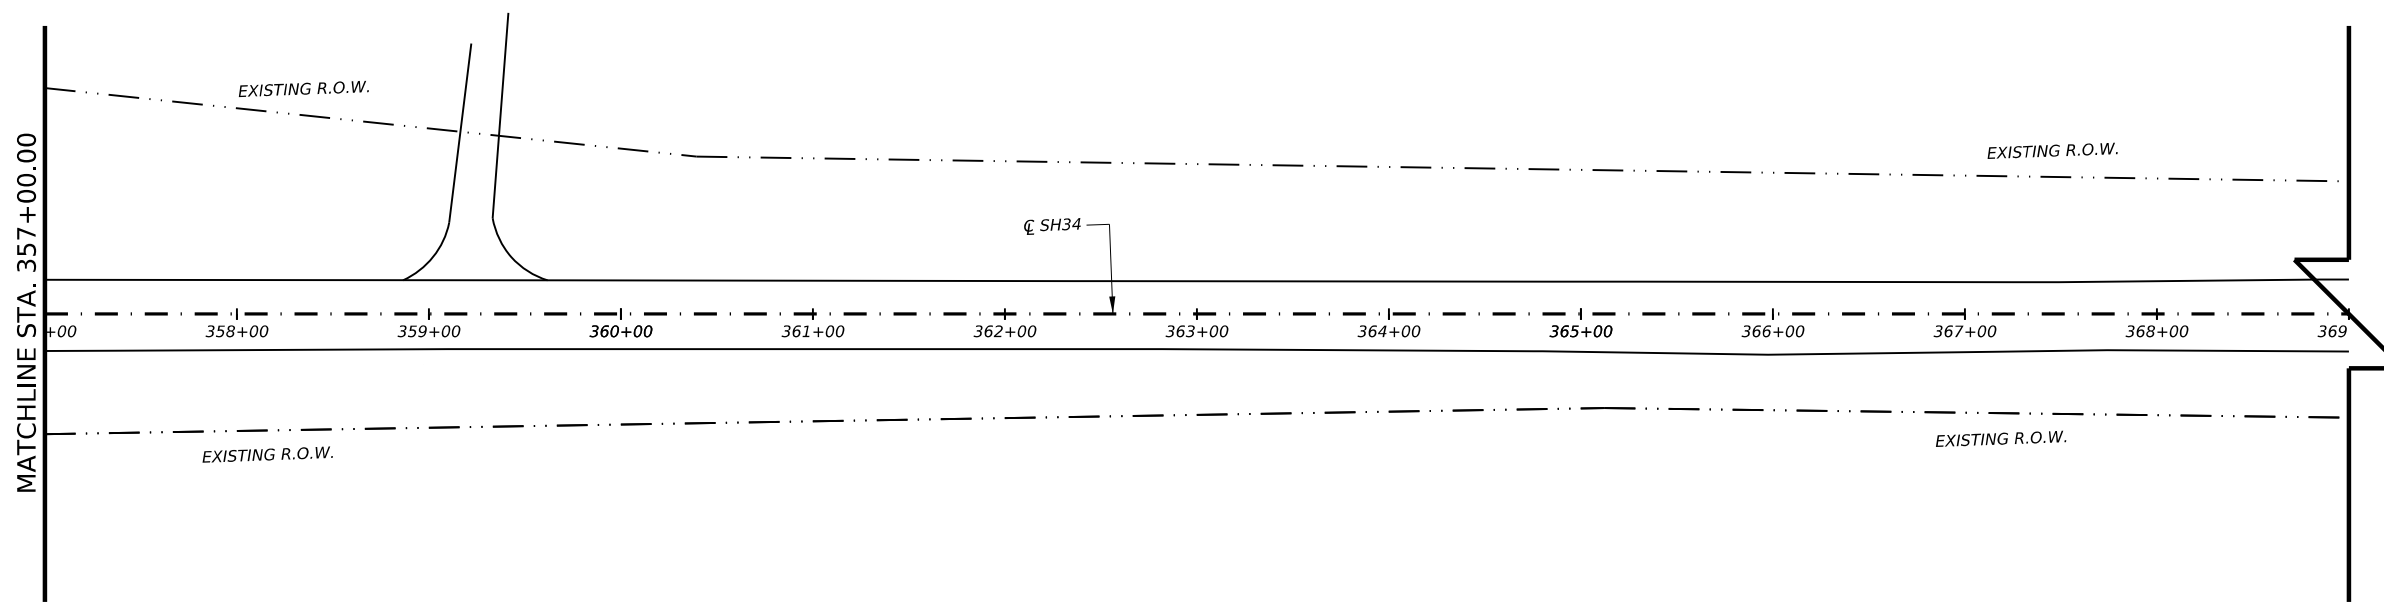 EXISTING R.O.W.
EXISTING R.O.W.
MATCHLINE STA. 357+00.00
℄ SH34
+00
358+00
359+00
360+00
361+00
362+00
363+00
364+00
365+00
366+00
367+00
368+00
369
EXISTING R.O.W.
EXISTING R.O.W.